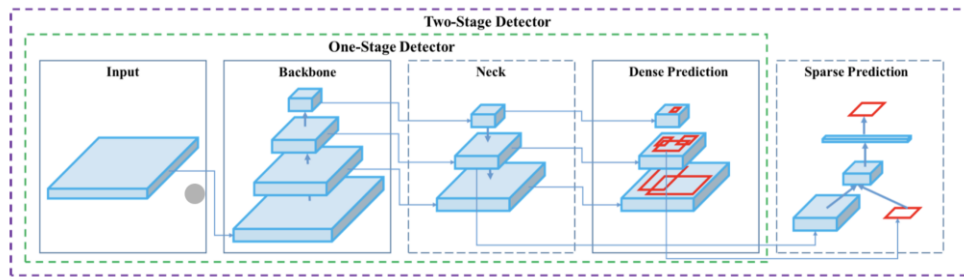 Two-Stage Detector
One-Stage Detector
Input
Backbone
Neck
Dense Prediction
Sparse Prediction